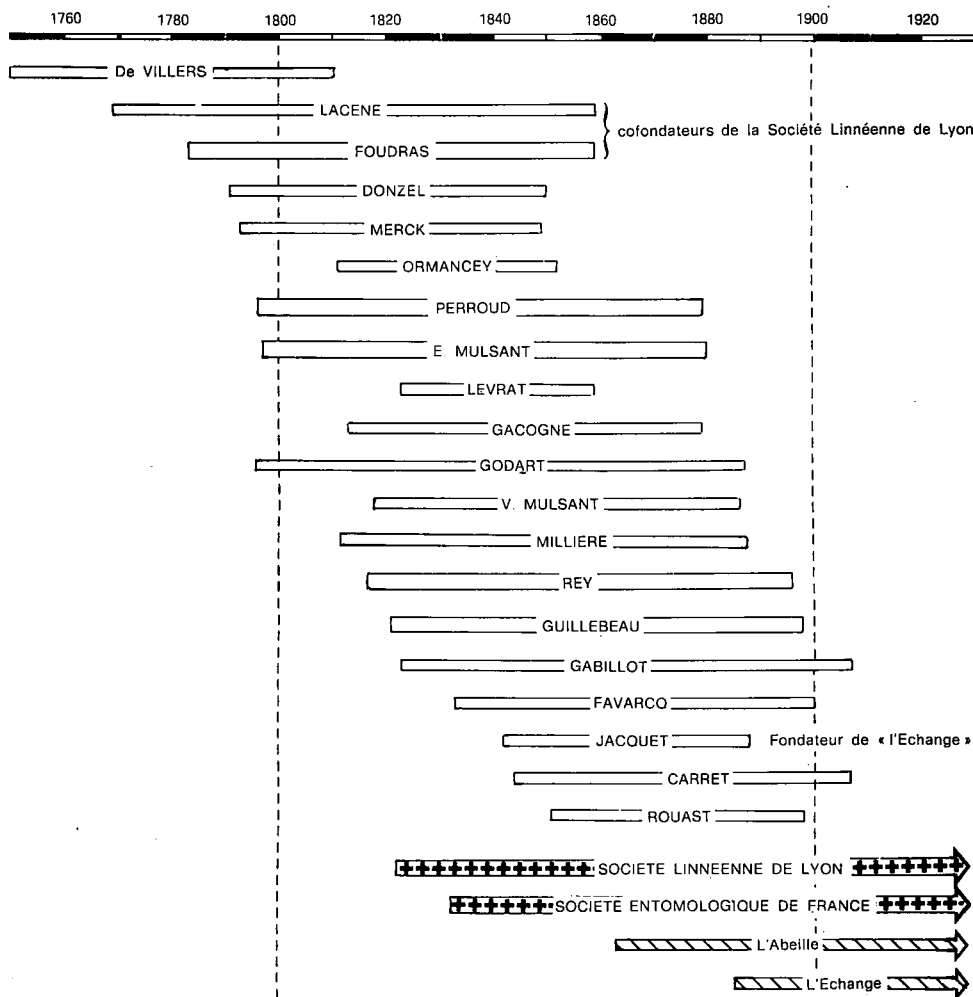 1760 1780 1800 1820 1840 1860 1880 1900 1920
De VILLERS
LACENE
cofondateurs de la Société Linnéenne de Lyon
FOUDRAS
DONZEL
MERCK
ORMANCEY
PERROUD
E. MULSANT
LEVRAT
GACOGNE
GODART
V. MULSANT
MILLIERE
REY
GUILLEBEAU
GABILLOT
FAVARCQ
JACQUET Fondateur de « l'Echange »
CARRET
ROUAST
SOCIETE LINNEENNE DE LYON
SOCIETE ENTOMOLOGIQUE DE FRANCE
L'Abeille
L'Echange